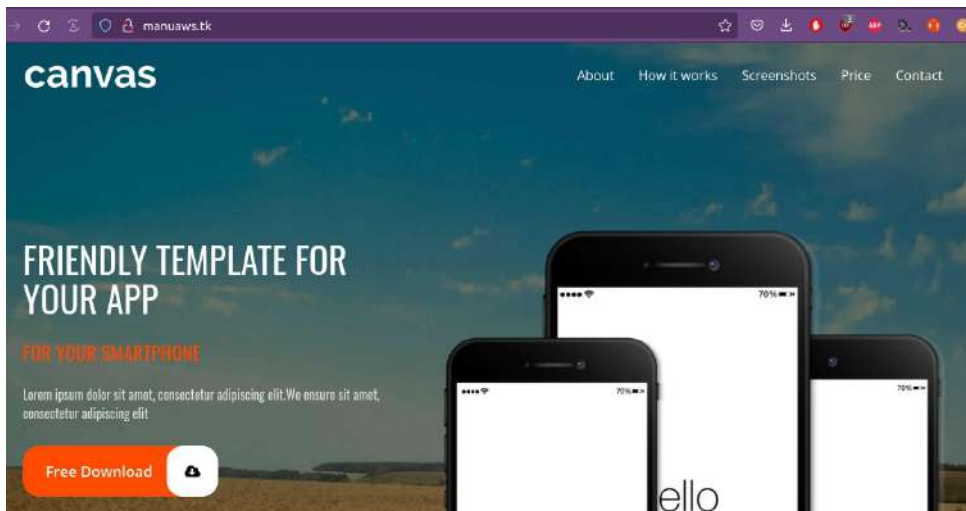 manuaws.tk
canvas
About How it works Screenshots Price Contact
FRIENDLY TEMPLATE FOR
YOUR APP
FOR YOUR SMARTPHONE
Lorem ipsum dolor sit amet, consectetur adipiscing elit.We ensure sit amet,
consectetur adipiscing elit
Free Download
70%
70%
70%
ello